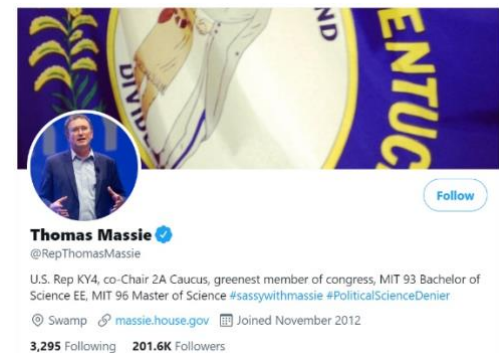 DIVID
ND
ENTUC
Follow
Thomas Massie
@RepThomasMassie
U.S. Rep KY4, co-Chair 2A Caucus, greenest member of congress, MIT 93 Bachelor of
Science EE, MIT 96 Master of Science #sassywithmassie #PoliticalScienceDenier
Swamp massie.house.gov Joined November 2012
3,295 Following 201.6K Followers